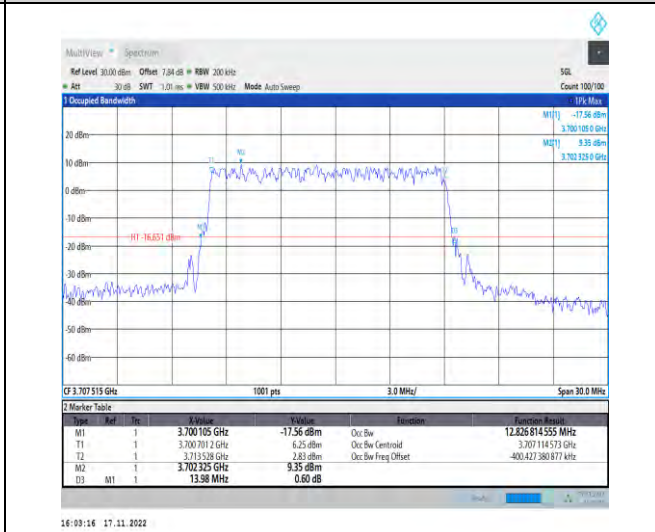 MultiView Spectrum
Ref Level 30.00 dBm Offset 7.84 dB RBW 200 kHz SGL
Att 30 dB SWT 1.01 ms VBW 500 kHz Mode Auto Sweep Count 100/100
1 Occupied Bandwidth 1Pk Max
M1[1] -17.56 dBm
3.700 105 0 GHz
M2[1] 9.35 dBm
3.702 325 0 GHz
20 dBm
M2
10 dBm
T1
0 dBm
-10 dBm
H1 -16.651 dBm
D3
-20 dBm
-30 dBm
-40 dBm
-50 dBm
-60 dBm
CF 3.707 515 GHz 1001 pts 3.0 MHz/ Span 30.0 MHz
2 Marker Table
Type Ref Trc X-Value Y-Value Function Function Result
M1 1 3.700 105 GHz -17.56 dBm Occ Bw 12.826 814 555 MHz
T1 1 3.700 701 2 GHz 6.25 dBm Occ Bw Centroid 3.707 114 573 GHz
T2 1 3.713 528 GHz 2.83 dBm Occ Bw Freq Offset -400.427 380 877 kHz
M2 1 3.702 325 GHz 9.35 dBm
D3 M1 1 13.98 MHz 0.60 dB
16:03:16 17.11.2022